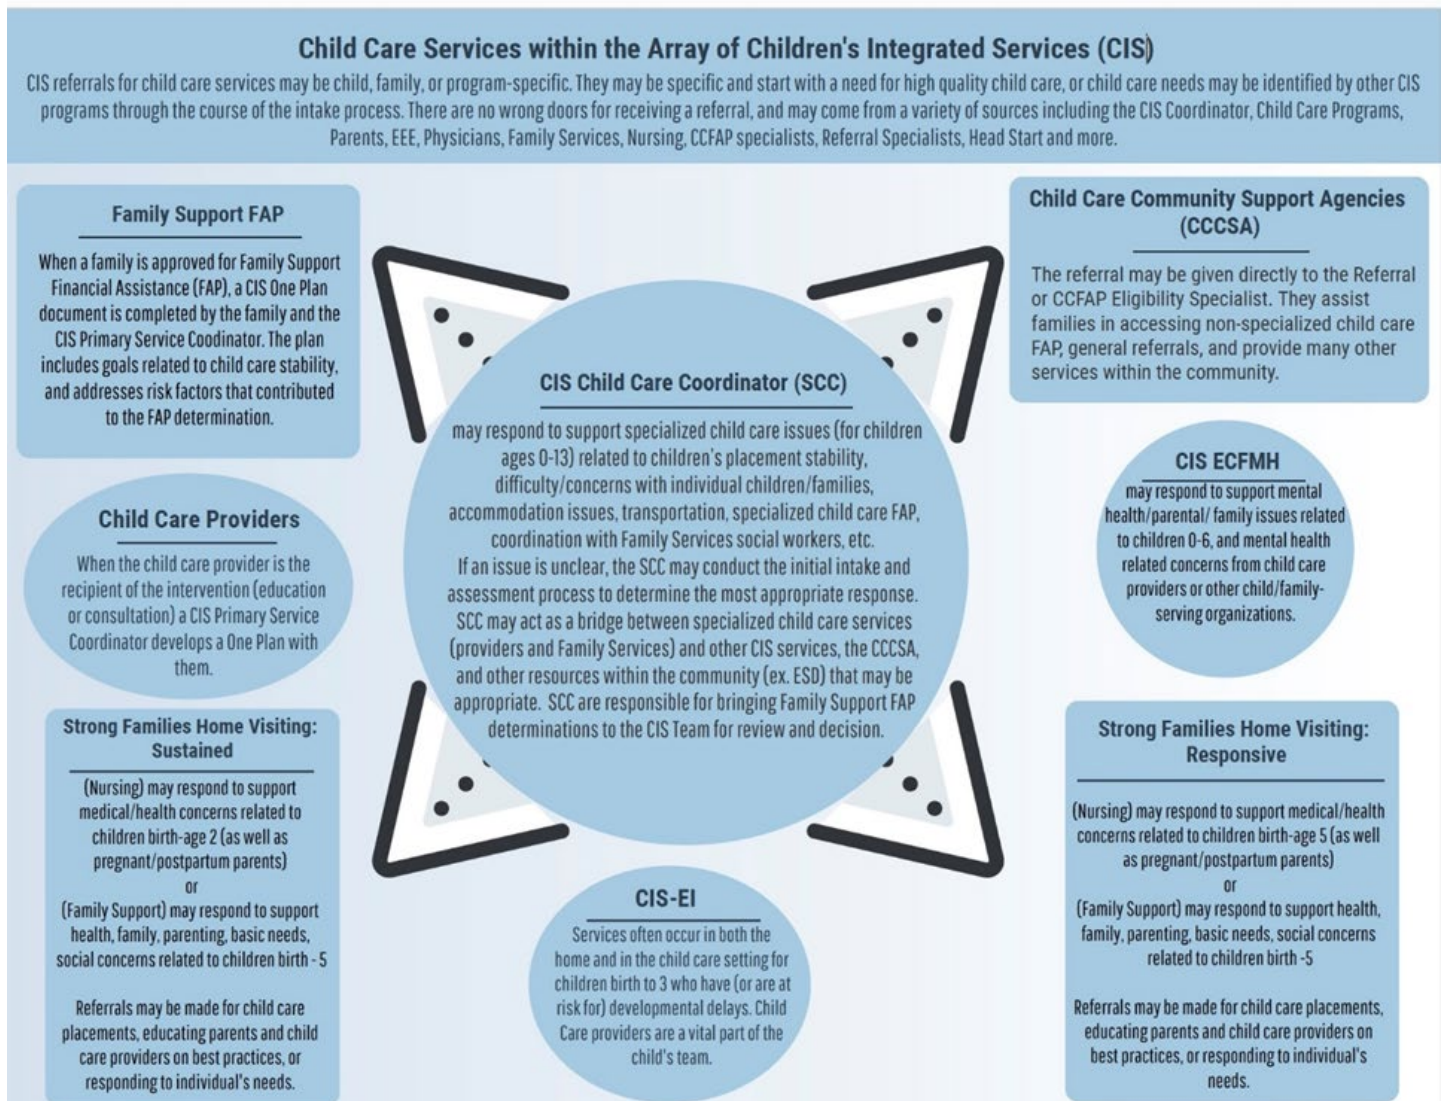 Child Care Services within the Array of Children's Integrated Services (CIS)
CIS referrals for child care services may be child, family, or program-specific. They may be specific and start with a need for high quality child care, or child care needs may be identified by other CIS
programs through the course of the intake process. There are no wrong doors for receiving a referral, and may come from a variety of sources including the CIS Coordinator, Child Care Programs,
Parents, EEE, Physicians, Family Services, Nursing, CCFAP specialists, Referral Specialists, Head Start and more.
Family Support FAP
When a family is approved for Family Support
Financial Assistance (FAP), a CIS One Plan
document is completed by the family and the
CIS Primary Service Coodinator. The plan
includes goals related to child care stability,
and addresses risk factors that contributed
to the FAP determination.
Child Care Community Support Agencies
(CCCSA)
The referral may be given directly to the Referral
or CCFAP Eligibility Specialist. They assist
families in accessing non-specialized child care
FAP, general referrals, and provide many other
services within the community.
CIS Child Care Coordinator (SCC)
may respond to support specialized child care issues (for children
ages 0-13) related to children's placement stability,
difficulty/concerns with individual children/families,
accommodation issues, transportation, specialized child care FAP,
coordination with Family Services social workers, etc.
If an issue is unclear, the SCC may conduct the initial intake and
assessment process to determine the most appropriate response.
SCC may act as a bridge between specialized child care services
(providers and Family Services) and other CIS services, the CCCSA,
and other resources within the community (ex. ESD) that may be
appropriate. SCC are responsible for bringing Family Support FAP
determinations to the CIS Team for review and decision.
Child Care Providers
When the child care provider is the
recipient of the intervention (education
or consultation) a CIS Primary Service
Coordinator develops a One Plan with
them.
CIS ECFMH
may respond to support mental
health/parental/ family issues related
to children 0-6, and mental health
related concerns from child care
providers or other child/family-
serving organizations.
Strong Families Home Visiting:
Sustained
(Nursing) may respond to support
medical/health concerns related to
children birth-age 2 (as well as
pregnant/postpartum parents)
or
(Family Support) may respond to support
health, family, parenting, basic needs,
social concerns related to children birth - 5
Referrals may be made for child care
placements, educating parents and child
care providers on best practices, or
responding to individual's needs.
CIS-EI
Services often occur in both the
home and in the child care setting for
children birth to 3 who have (or are at
risk for) developmental delays. Child
Care providers are a vital part of the
child's team.
Strong Families Home Visiting:
Responsive
(Nursing) may respond to support medical/health
concerns related to children birth-age 5 (as well
as pregnant/postpartum parents)
or
(Family Support) may respond to support health,
family, parenting, basic needs, social concerns
related to children birth -5
Referrals may be made for child care placements,
educating parents and child care providers on
best practices, or responding to individual's
needs.